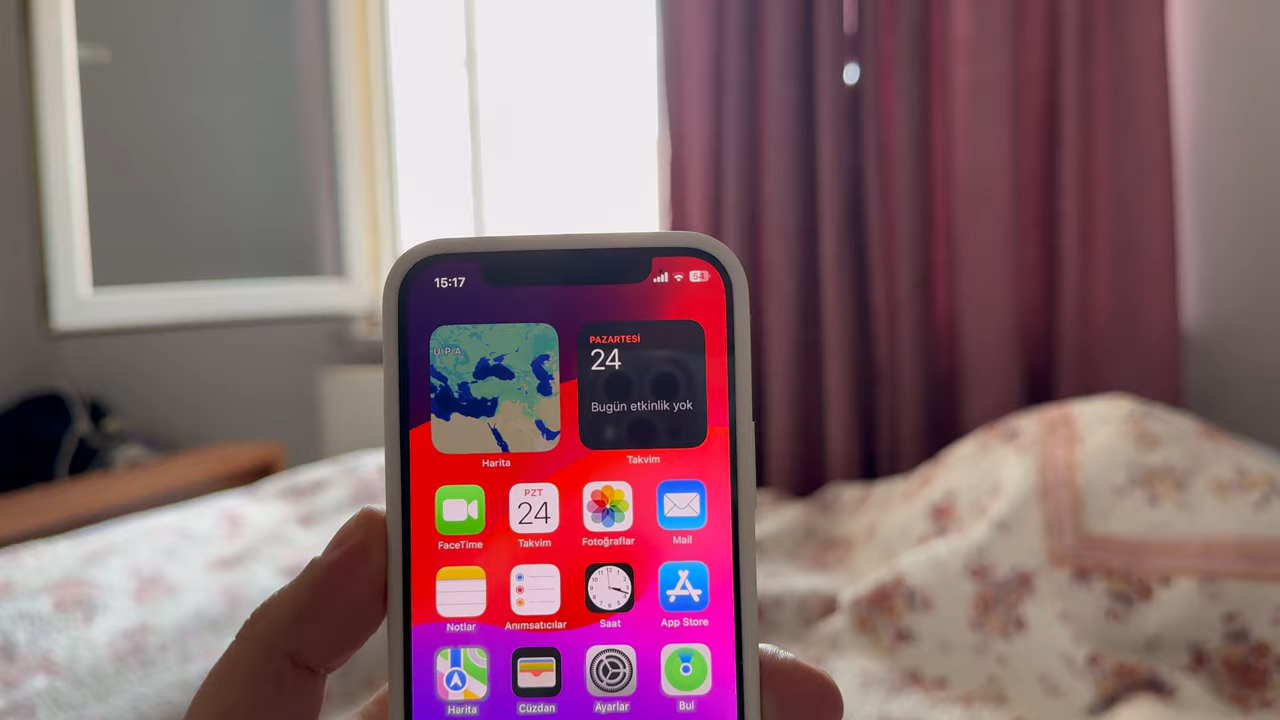 15:17
54
UPA
PAZARTESİ
24
Bugün etkinlik yok
Harita
Takvim
PZT
24
FaceTime
Takvim
Fotoğraflar
Mail
Notlar
Anımsatıcılar
Saat
App Store
Harita
Cüzdan
Ayarlar
Bul